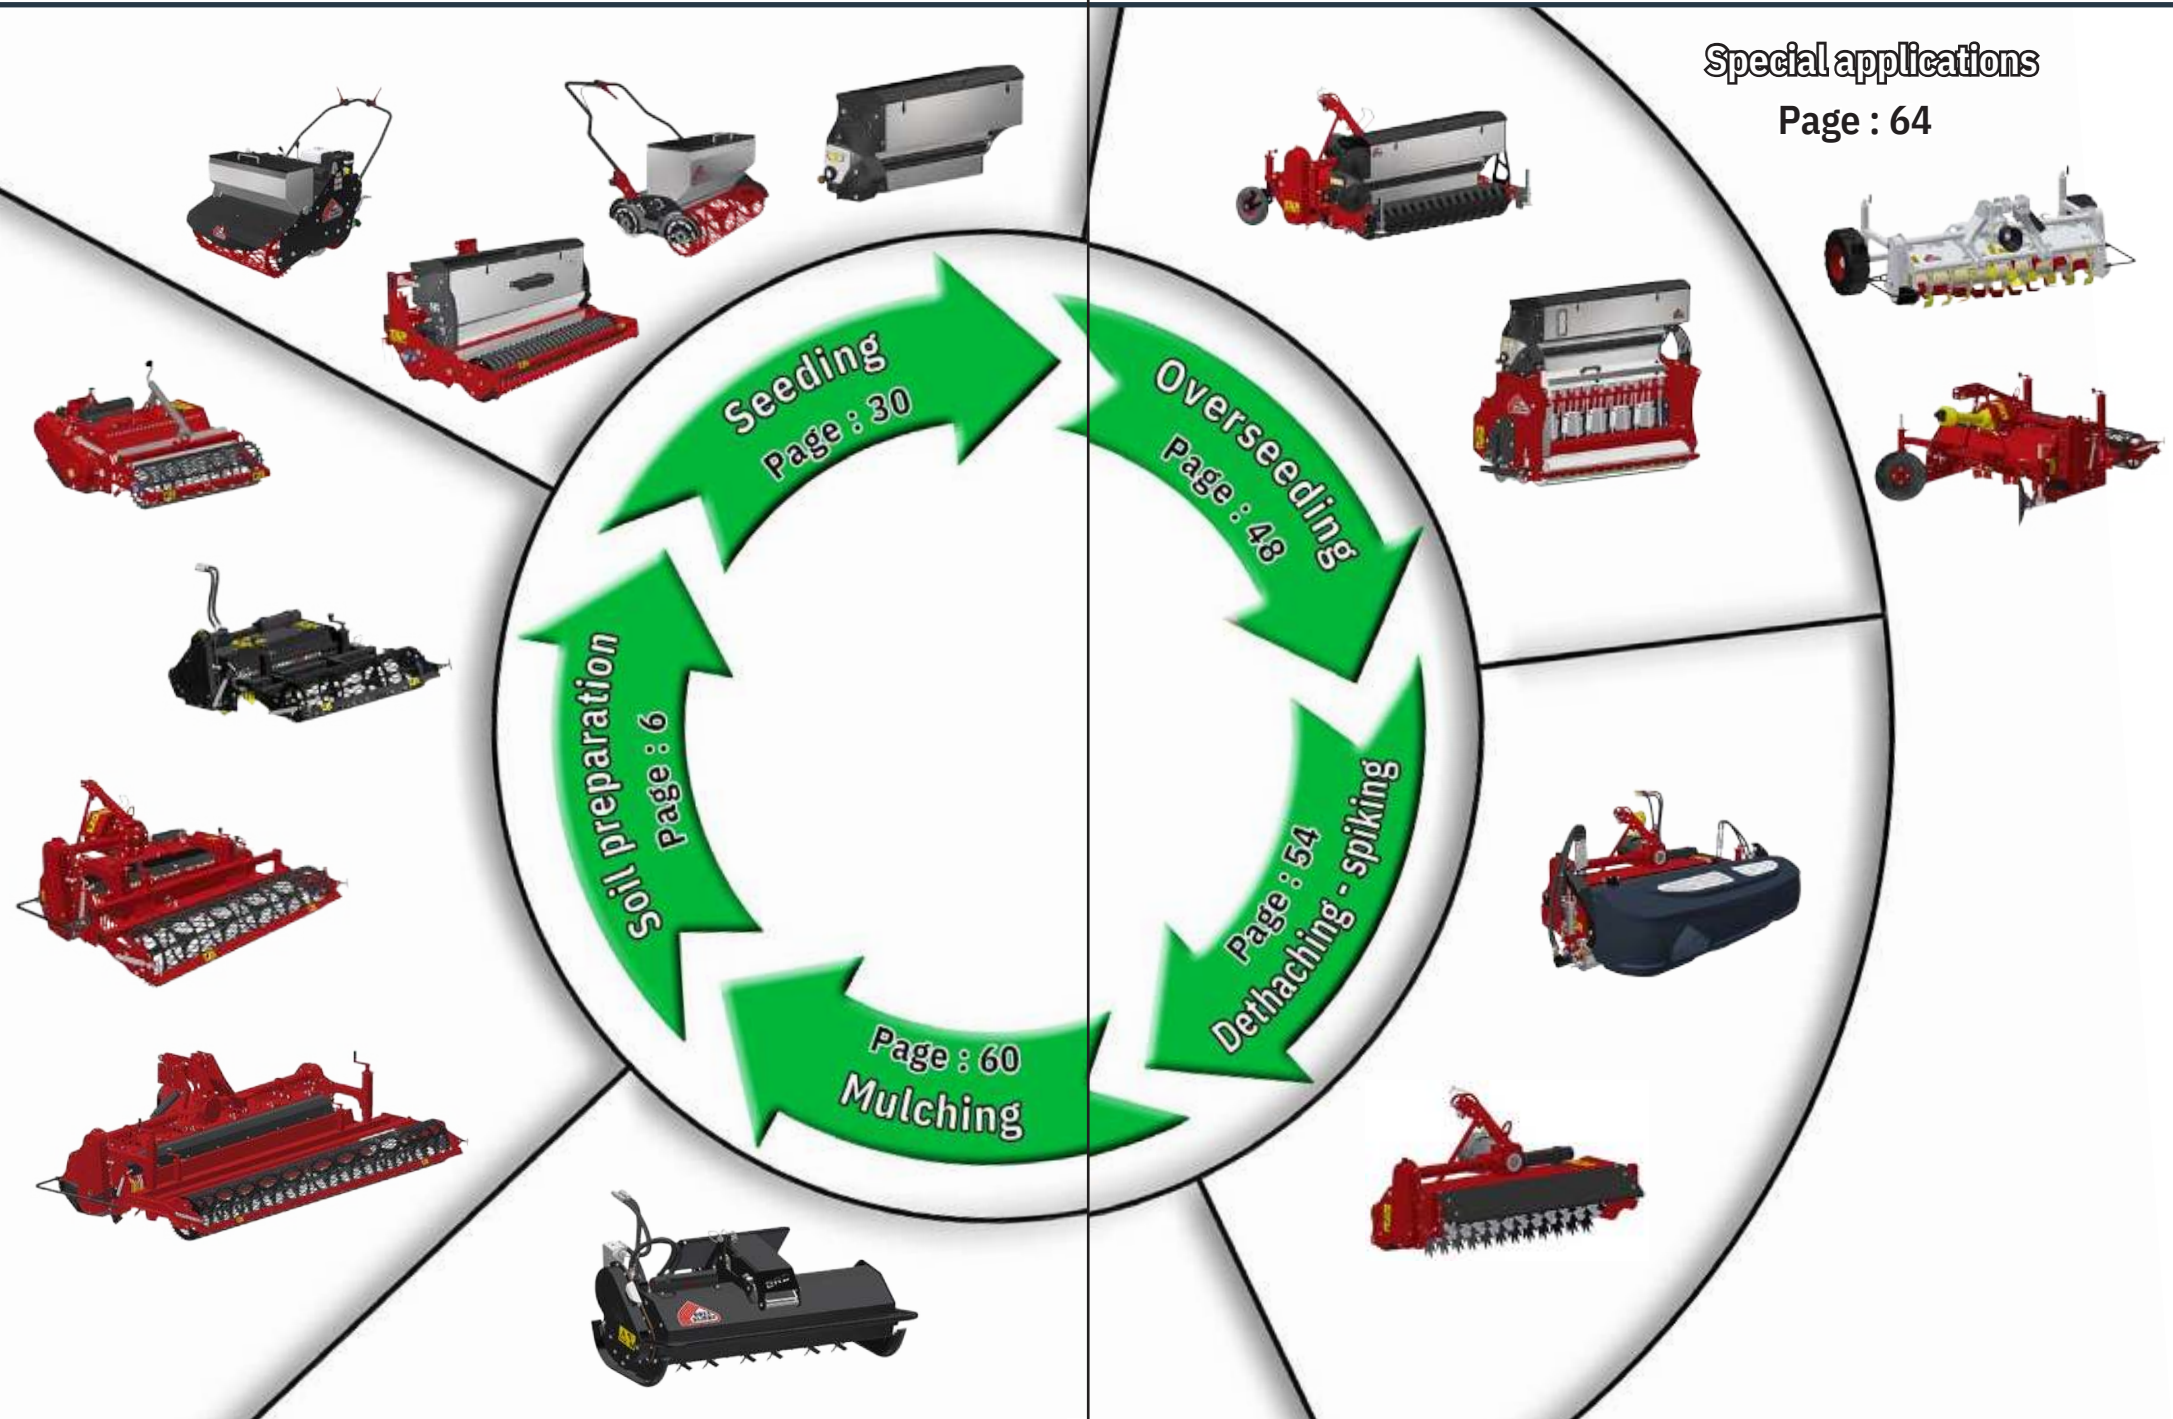 Special applications
Page : 64
Seeding
Page : 30
Overseeding
Page : 48
Soil preparation
Page : 6
Page : 54
Dethaching - spiking
Page : 60
Mulching